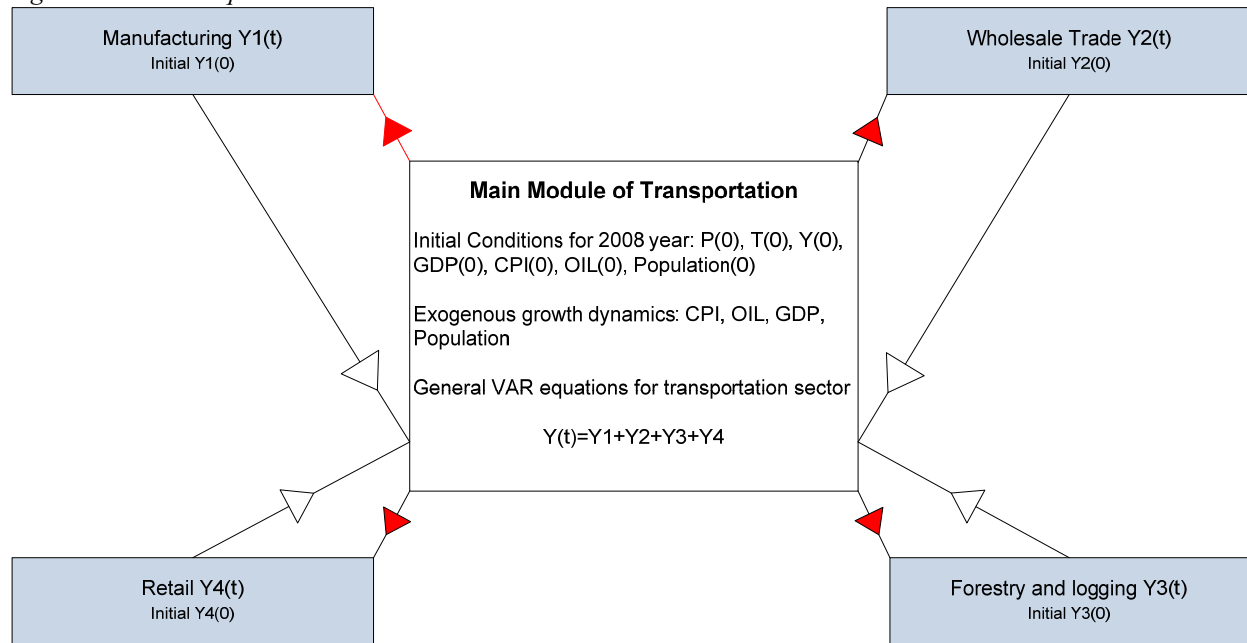 Manufacturing Y1(t)
Initial Y1(0)
Wholesale Trade Y2(t)
Initial Y2(0)
Main Module of Transportation
Initial Conditions for 2008 year: P(0), T(0), Y(0),
GDP(0), CPI(0), OIL(0), Population(0)
Exogenous growth dynamics: CPI, OIL, GDP,
Population
General VAR equations for transportation sector
Y(t)=Y1+Y2+Y3+Y4
Retail Y4(t)
Initial Y4(0)
Forestry and logging Y3(t)
Initial Y3(0)